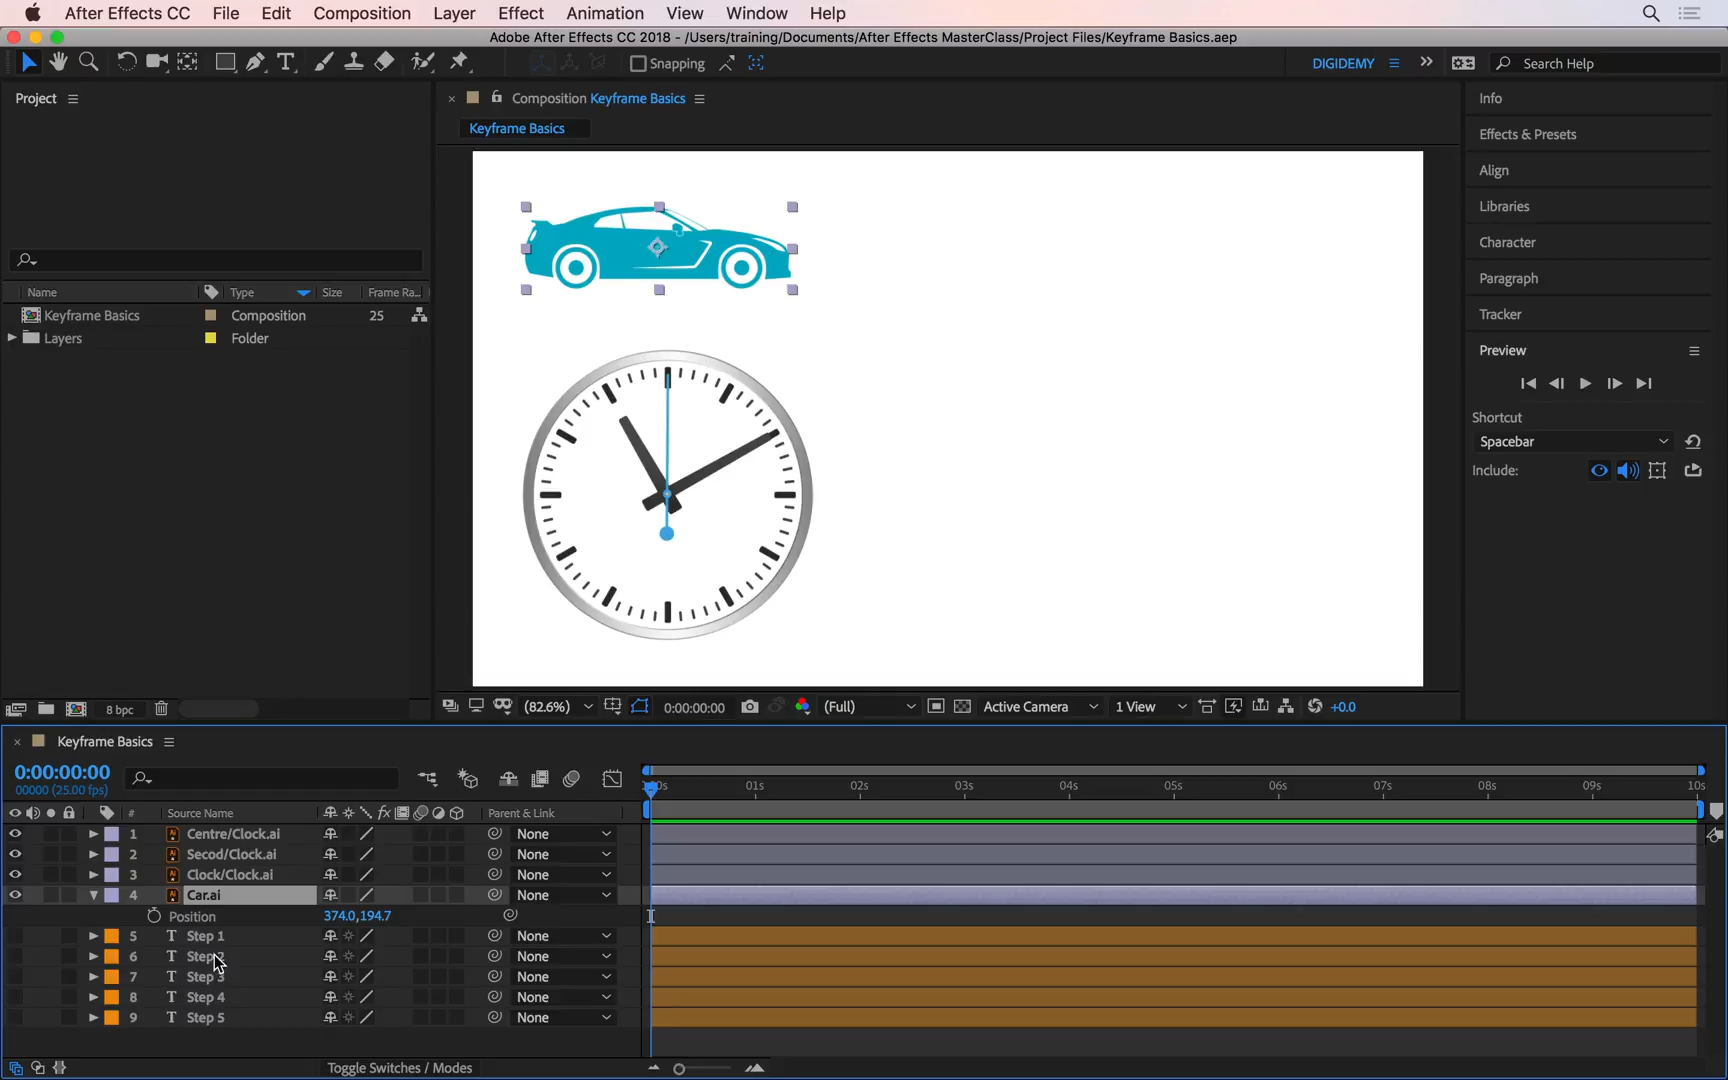 After Effects CC File Edit Composition Layer Effect Animation View Window Help
Adobe After Effects CC 2018 - /Users/training/Documents/After Effects MasterClass/Project Files/Keyframe Basics.aep
Snapping DIGIDEMY Search Help
Project
Composition Keyframe Basics
Keyframe Basics
Name Type Size Frame Ra...
Keyframe Basics Composition 25
Layers Folder
8 bpc
(82.6%) 0:00:00:00 (Full) Active Camera 1 View +0.0
Info
Effects & Presets
Align
Libraries
Character
Paragraph
Tracker
Preview
Shortcut
Spacebar
Include:
Keyframe Basics
0:00:00:00
00000 (25.00 fps)
01s 02s 03s 04s 05s 06s 07s 08s 09s 10s
# Source Name Parent & Link
1 Centre/Clock.ai None
2 Secod/Clock.ai None
3 Clock/Clock.ai None
4 Car.ai None
Position 374.0,194.7
5 T Step 1 None
6 T Step None
7 T Step 3 None
8 T Step 4 None
9 T Step 5 None
Toggle Switches / Modes